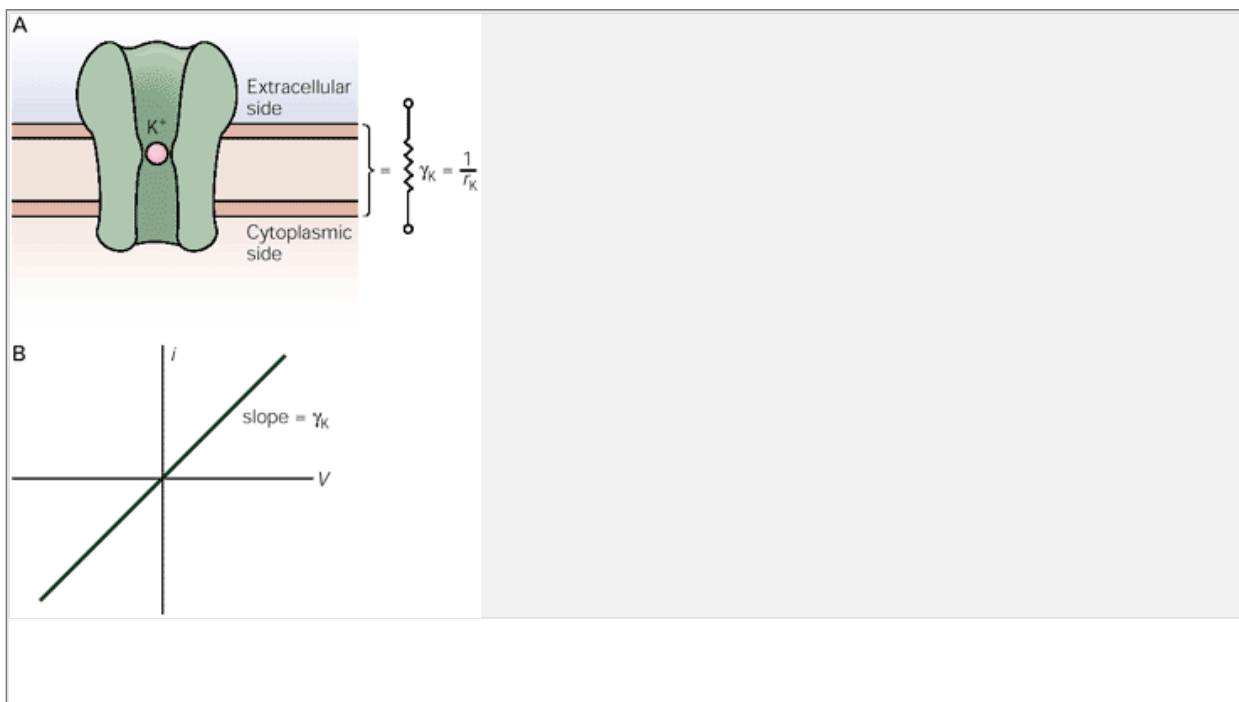 A
Extracellular
side
K⁺
= γK = 1/rK
Cytoplasmic
side
B
i
slope = γK
V